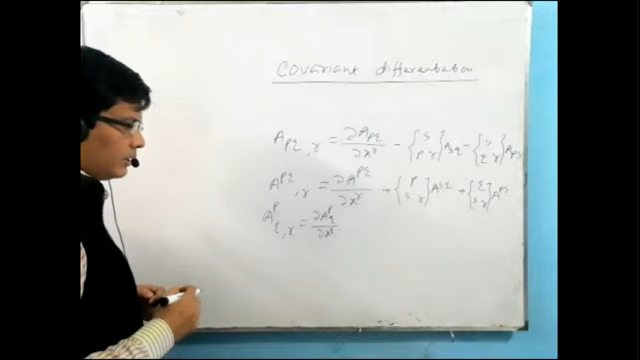 Covariant differentiation
A_{pq},r = ∂A_{pq}/∂x^r - {s / p r} A_{sq} - {s / q r} A_{ps}
A^{pq},r = ∂A^{pq}/∂x^r + {p / s r} A^{sq} + {q / s r} A^{ps}
A^p_{q,r} = ∂A^p_q/∂x^r